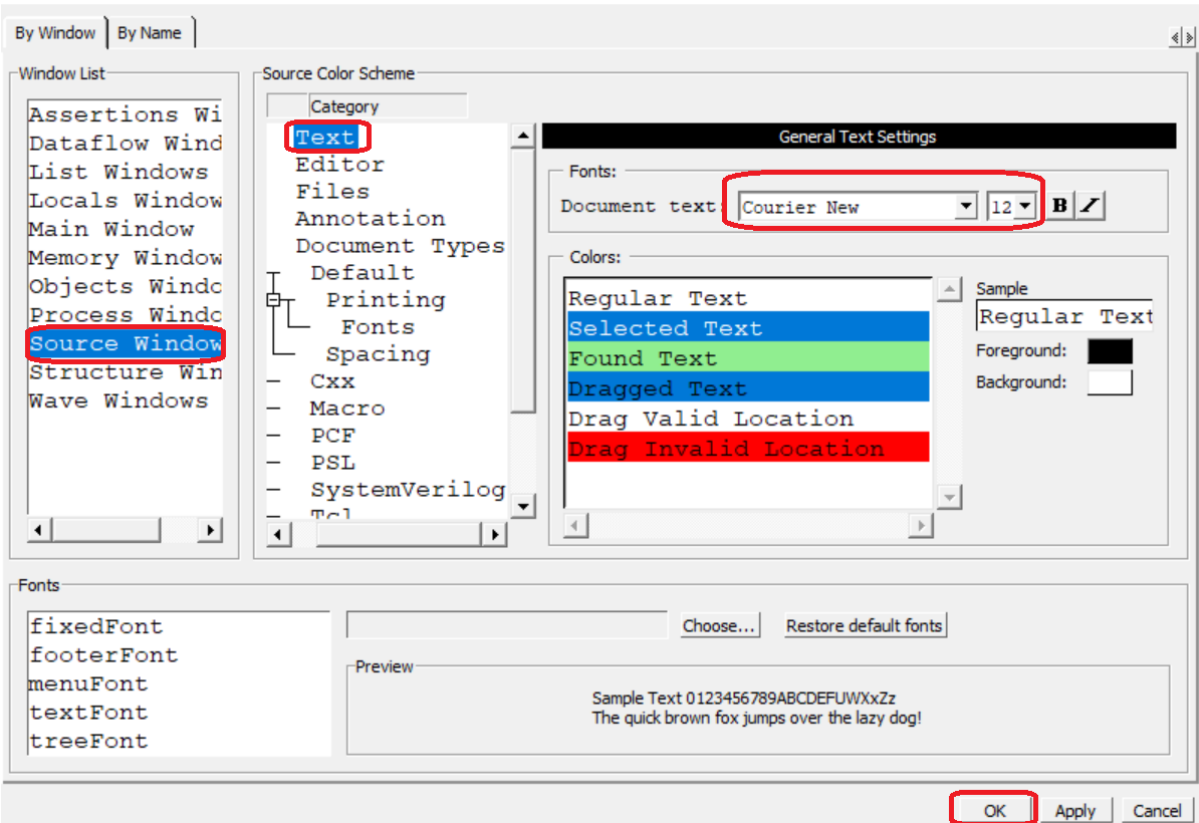 By Window
By Name
Window List
Assertions Wi
Dataflow Wind
List Windows
Locals Window
Main Window
Memory Window
Objects Windo
Process Windo
Source Window
Structure Win
Wave Windows
Source Color Scheme
Category
Text
Editor
Files
Annotation
Document Types
Default
Printing
Fonts
Spacing
Cxx
Macro
PCF
PSL
SystemVerilog
Tcl
General Text Settings
Fonts:
Document text: Courier New 12 B I
Colors:
Regular Text
Selected Text
Found Text
Dragged Text
Drag Valid Location
Drag Invalid Location
Sample
Regular Text
Foreground:
Background:
Fonts
fixedFont
footerFont
menuFont
textFont
treeFont
Choose...
Restore default fonts
Preview
Sample Text 0123456789ABCDEFUWXxZz
The quick brown fox jumps over the lazy dog!
OK
Apply
Cancel